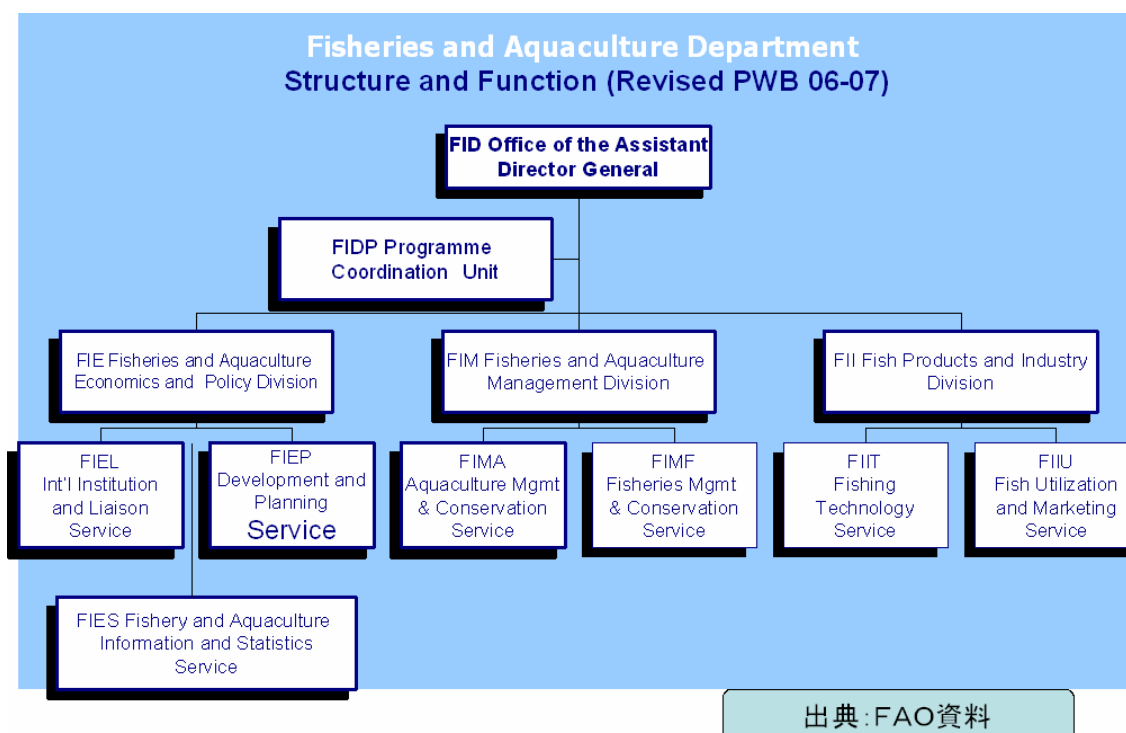 Fisheries and Aquaculture Department
Structure and Function (Revised PWB 06-07)
FID Office of the Assistant
Director General
FIDP Programme
Coordination Unit
FIE Fisheries and Aquaculture
Economics and Policy Division
FIM Fisheries and Aquaculture
Management Division
FII Fish Products and Industry
Division
FIEL
Int'l Institution
and Liaison
Service
FIEP
Development and
Planning
Service
FIMA
Aquaculture Mgmt
& Conservation
Service
FIMF
Fisheries Mgmt
& Conservation
Service
FIIT
Fishing
Technology
Service
FIIU
Fish Utilization
and Marketing
Service
FIES Fishery and Aquaculture
Information and Statistics
Service
出典:FAO資料